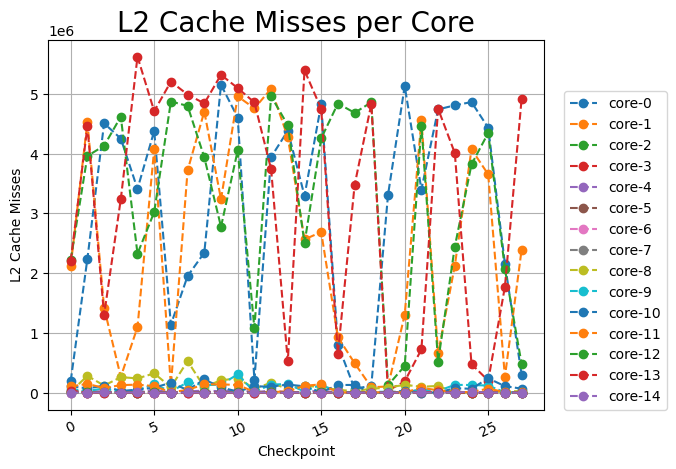 L2 Cache Misses per Core
1e6
5
4
3
2
1
0
L2 Cache Misses
0
5
10
15
20
25
Checkpoint
core-0
core-1
core-2
core-3
core-4
core-5
core-6
core-7
core-8
core-9
core-10
core-11
core-12
core-13
core-14